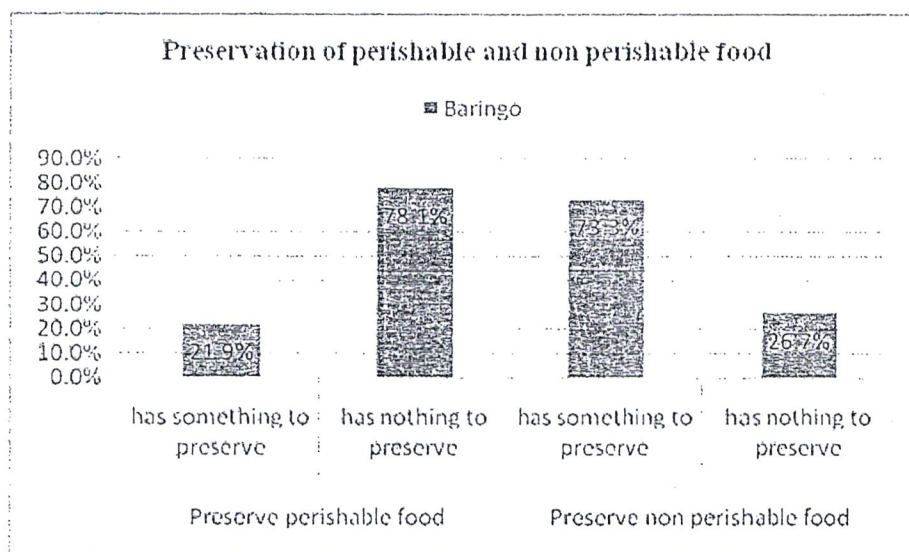 Preservation of perishable and non perishable food
Baringo
90.0%
80.0%
70.0%
60.0%
50.0%
40.0%
30.0%
20.0%
10.0%
0.0%
21.9%
78.1%
73.3%
26.7%
has something to preserve
has nothing to preserve
has something to preserve
has nothing to preserve
Preserve perishable food
Preserve non perishable food